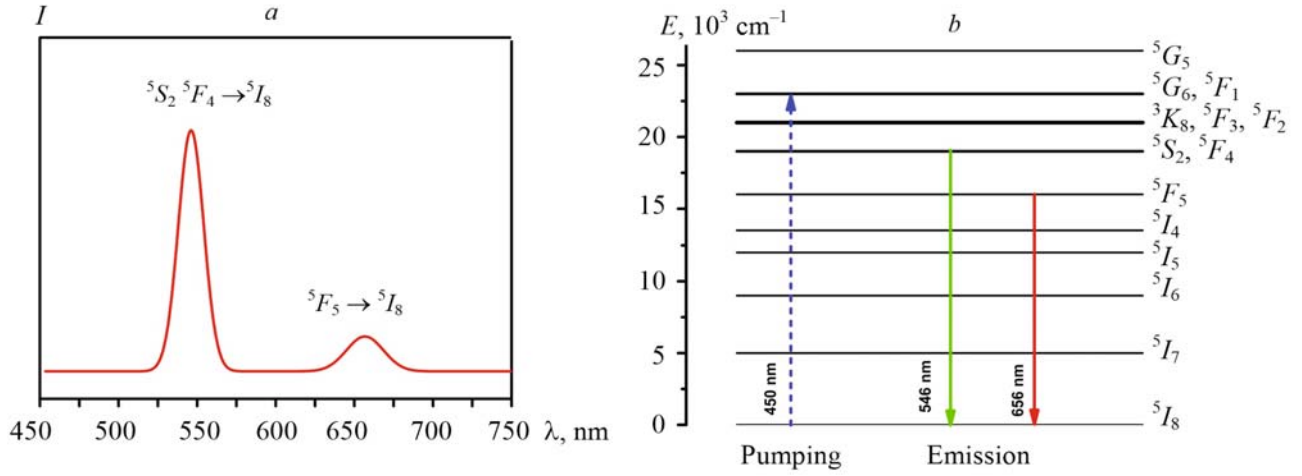 I
a
⁵S₂ ⁵F₄ → ⁵I₈
⁵F₅ → ⁵I₈
450 500 550 600 650 700 750 λ, nm
E, 10³ cm⁻¹
b
25
20
15
10
5
0
⁵G₅
⁵G₆, ⁵F₁
³K₈, ⁵F₃, ⁵F₂
⁵S₂, ⁵F₄
⁵F₅
⁵I₄
⁵I₅
⁵I₆
⁵I₇
⁵I₈
450 nm
546 nm
656 nm
Pumping
Emission